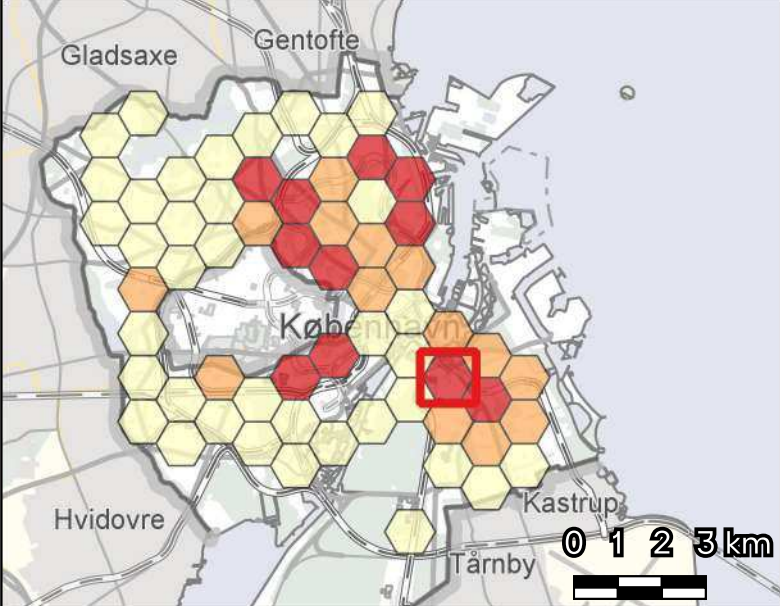 Gentofte
Gladsaxe
København
Kastrup
Hvidovre
0 1 2 3 km
Tårnby